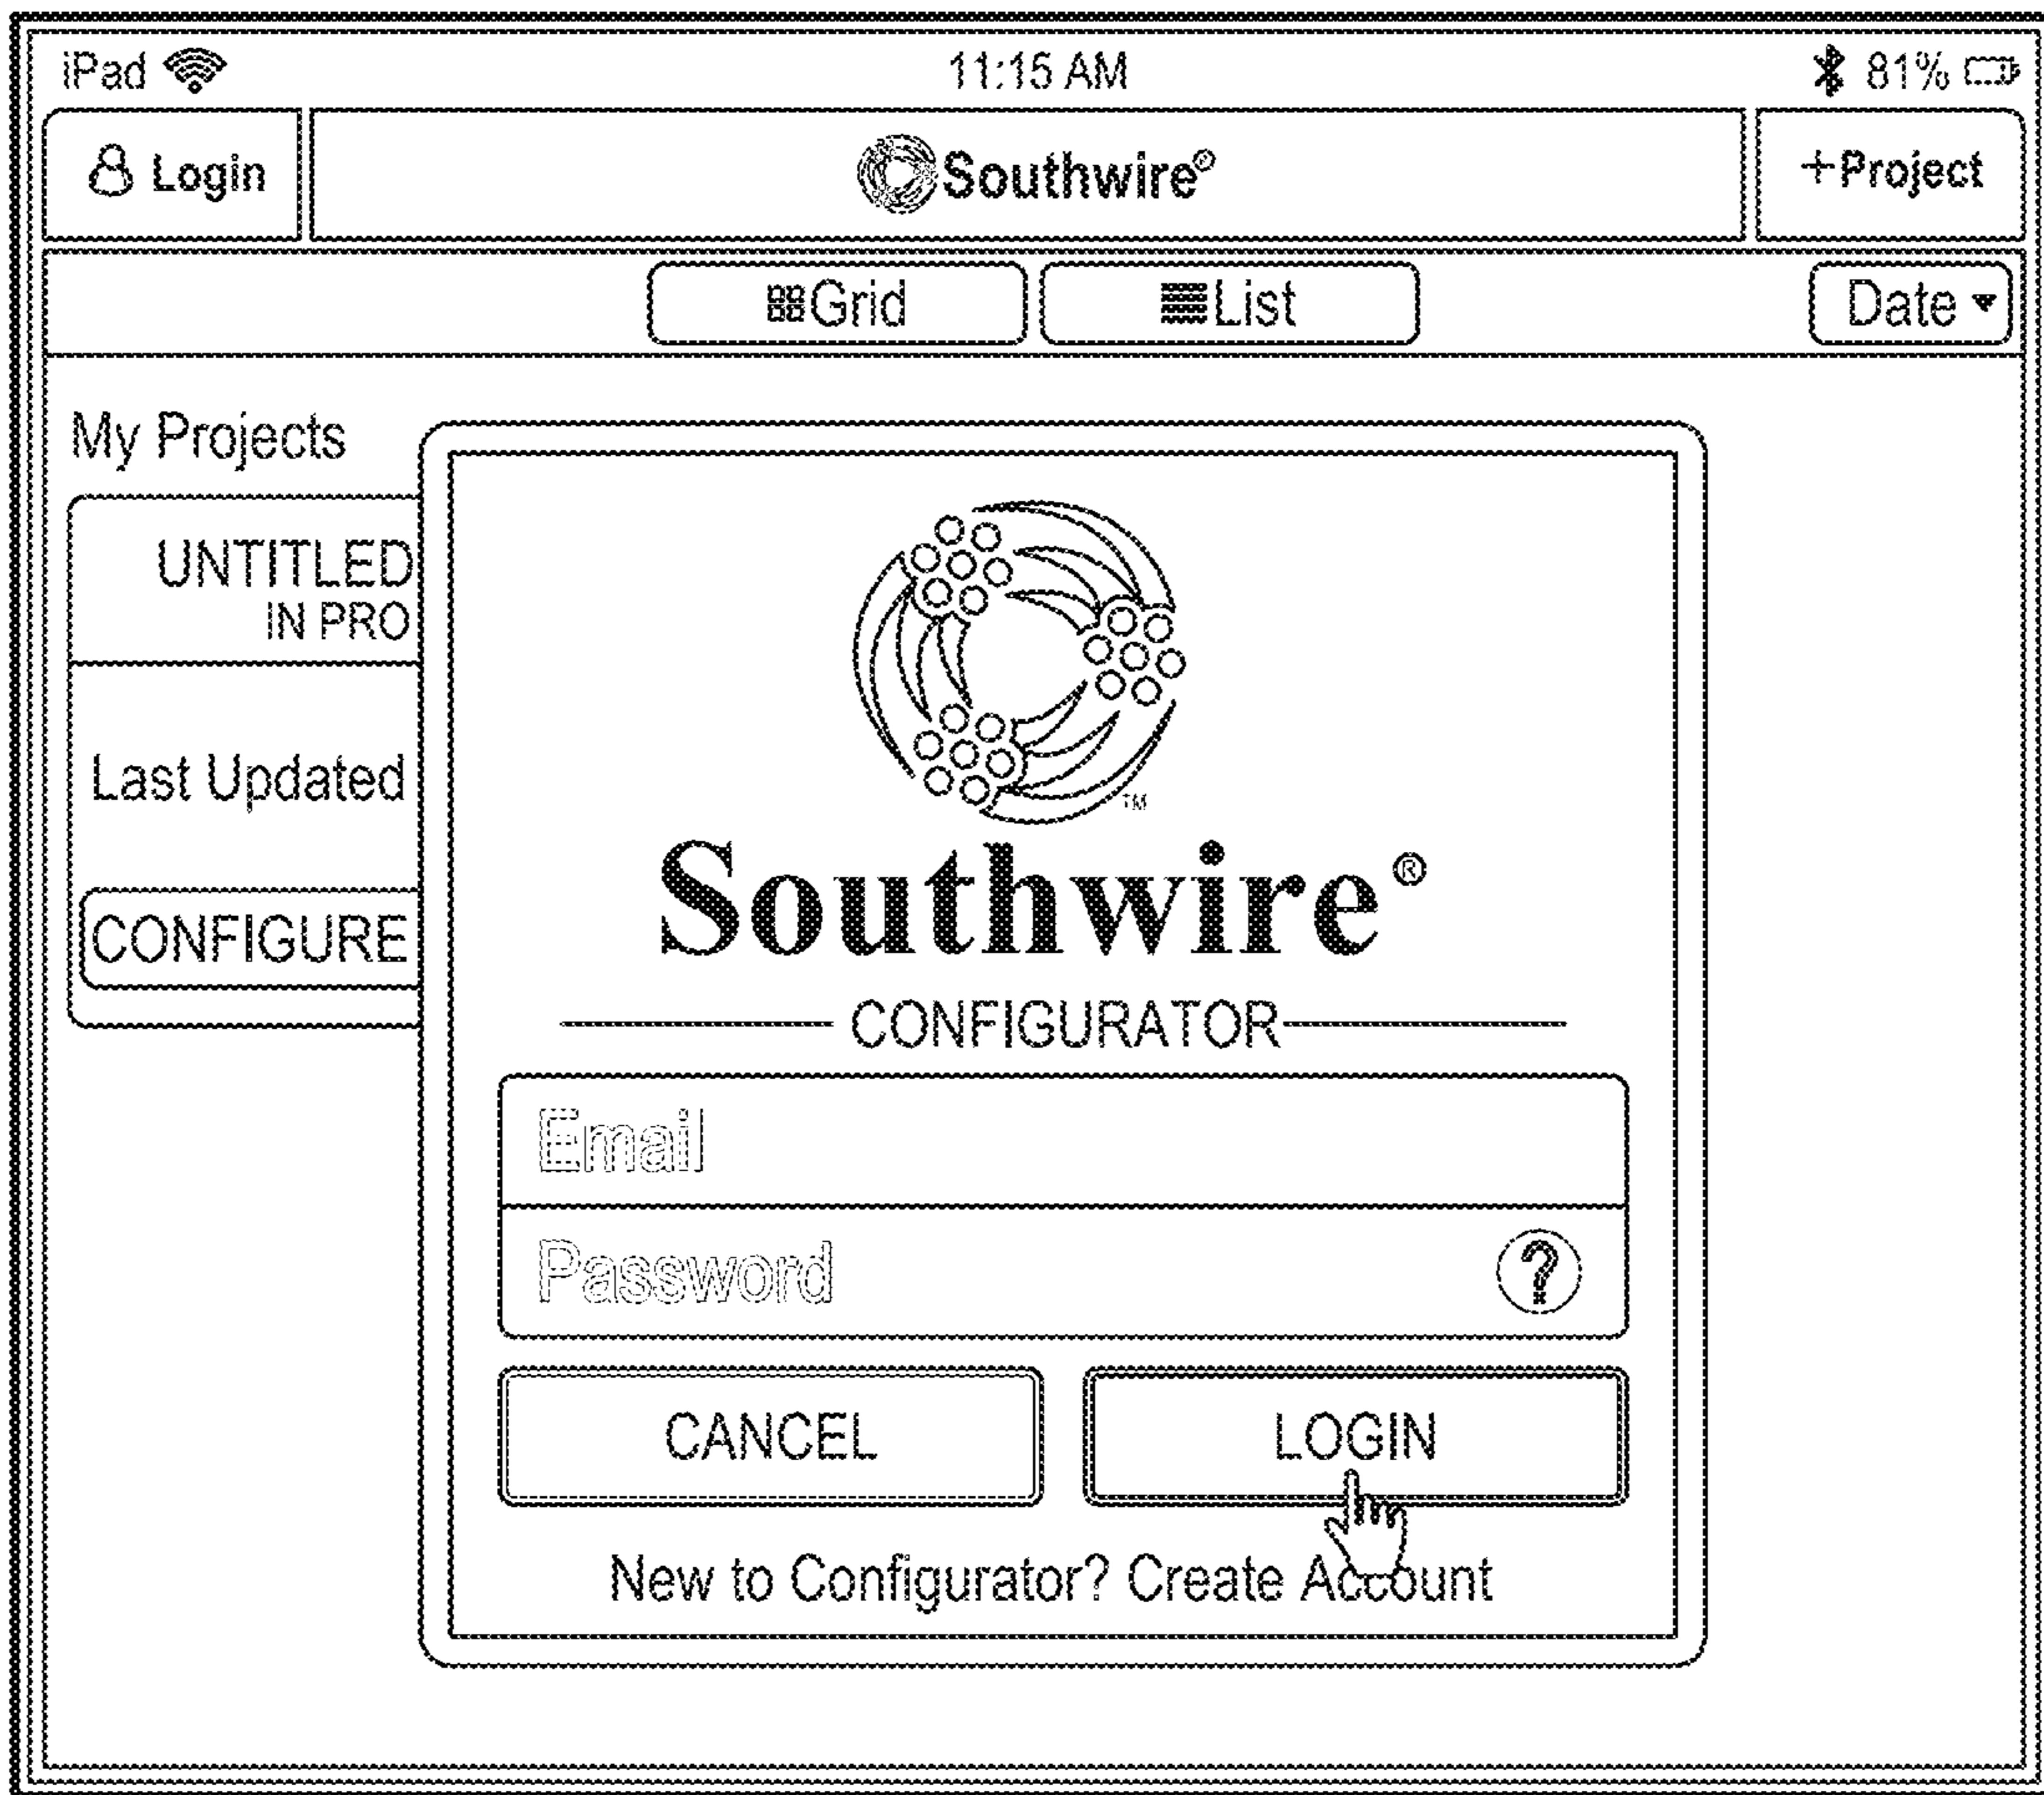 iPad 11:15 AM 81%
Login Southwire® +Project
Grid List Date
My Projects
UNTITLED
IN PRO
Last Updated
CONFIGURE
TM
Southwire®
CONFIGURATOR
Email
Password ?
CANCEL LOGIN
New to Configurator? Create Account